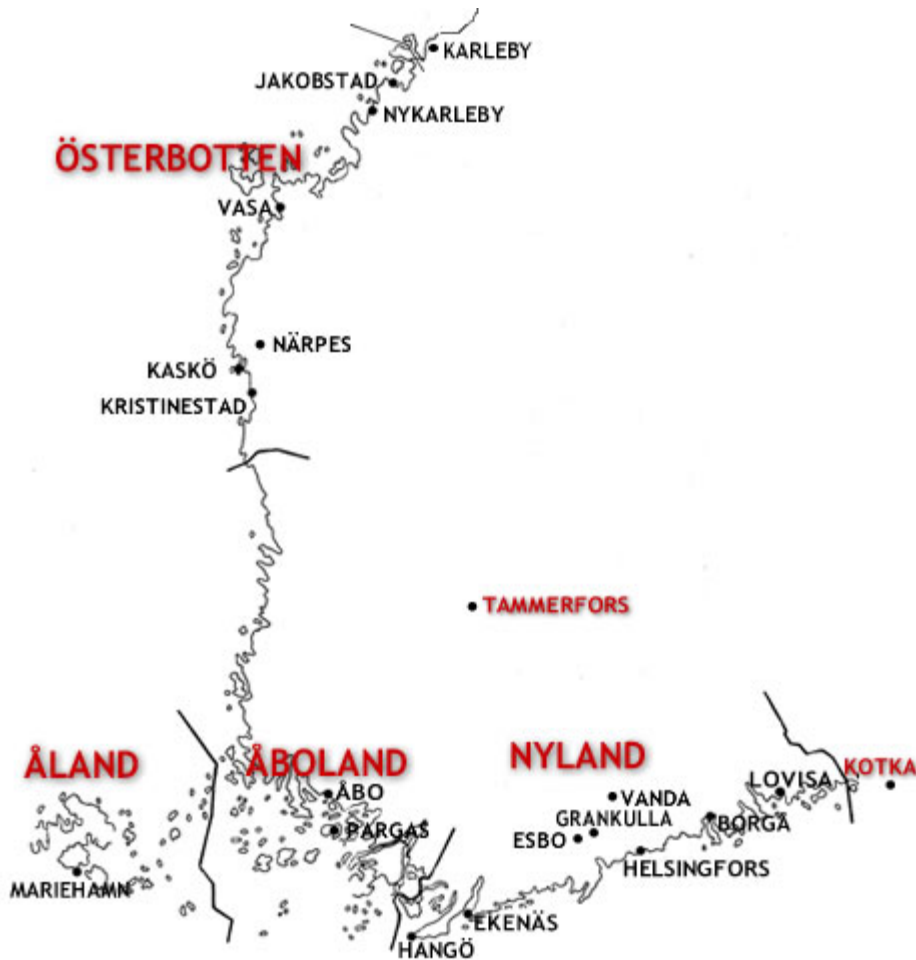 KARLEBY
JAKOBSTAD
NYKARLEBY
ÖSTERBOTTEN
VASA
NÄRPES
KASKÖ
KRISTINESTAD
TAMMERFORS
ÅLAND
ÅBOLAND
NYLAND
KOTKA
LOVISA
ÅBO
VANDA
GRANKULLA
BORGÅ
PARGAS
ESBO
HELSINGFORS
MARIEHAMN
EKENÄS
HANGÖ